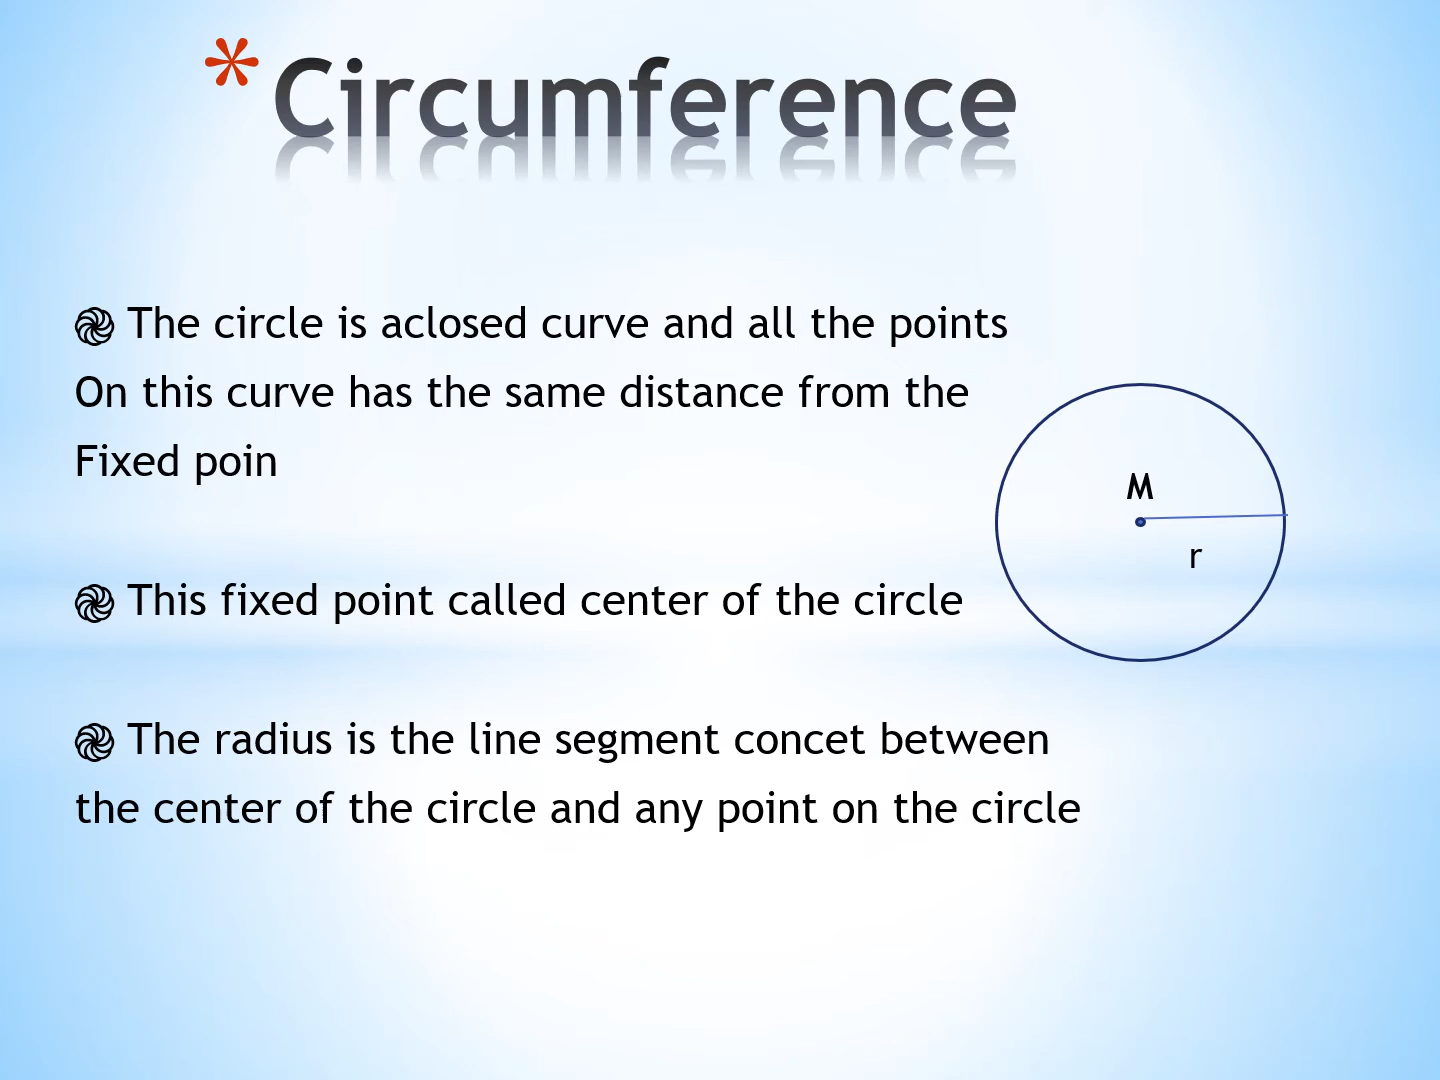 * Circumference
֍ The circle is aclosed curve and all the points
On this curve has the same distance from the
Fixed poin
֍ This fixed point called center of the circle
֍ The radius is the line segment concet between
the center of the circle and any point on the circle
M
r